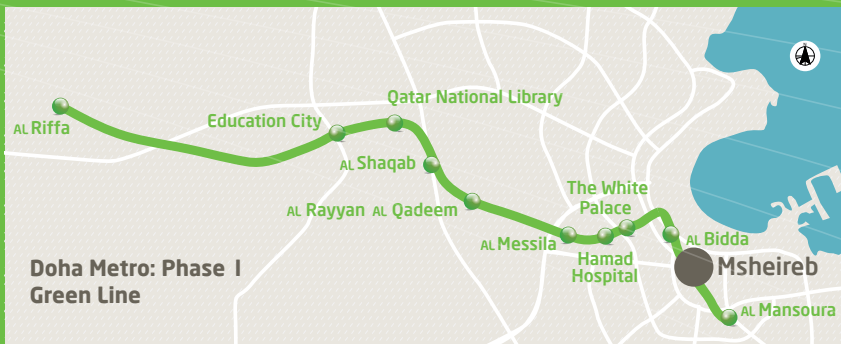 Qatar National Library
Education City
AL Riffa
AL Shaqab
The White
Palace
AL Rayyan AL Qadeem
AL Messila
AL Bidda
Hamad
Hospital
Msheireb
AL Mansoura
Doha Metro: Phase 1
Green Line